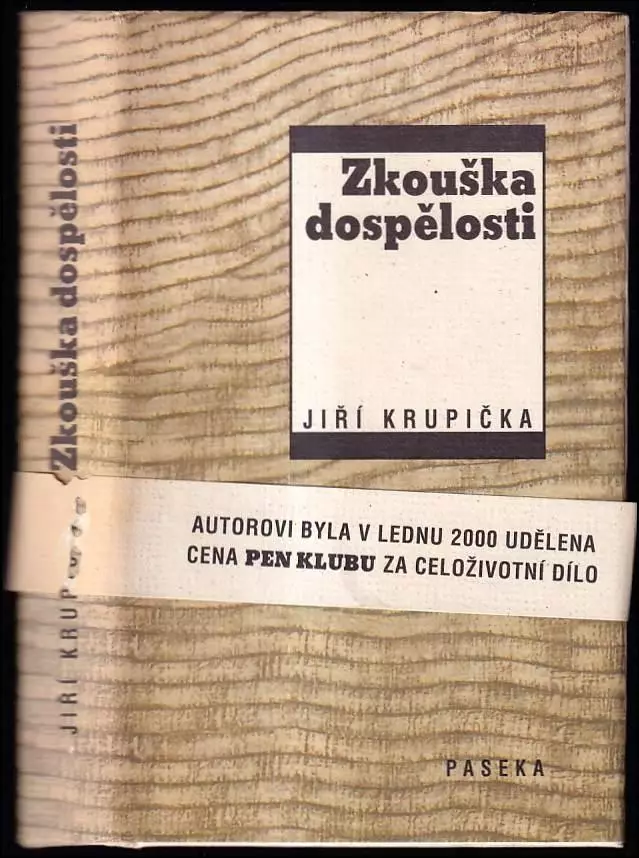 Zkouška
dospělosti
JIŘÍ KRUPIČKA
AUTOROVI BYLA V LEDNU 2000 UDĚLENA
CENA PEN KLUBU ZA CELOŽIVOTNÍ DÍLO
PASEKA
Zkouška dospělosti
JIŘÍ KRUP